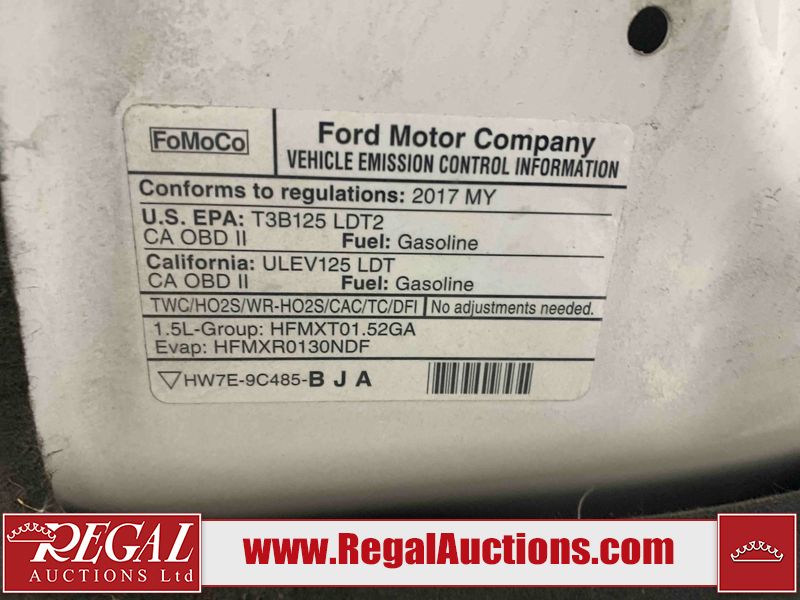 FoMoCo
Ford Motor Company
VEHICLE EMISSION CONTROL INFORMATION
Conforms to regulations: 2017 MY
U.S. EPA: T3B125 LDT2
CA OBD II Fuel: Gasoline
California: ULEV125 LDT
CA OBD II Fuel: Gasoline
TWC/HO2S/WR-HO2S/CAC/TC/DFI No adjustments needed.
1.5L-Group: HFMXT01.52GA
Evap: HFMXR0130NDF
HW7E-9C485-B J A
REGAL
AUCTIONS Ltd
www.RegalAuctions.com